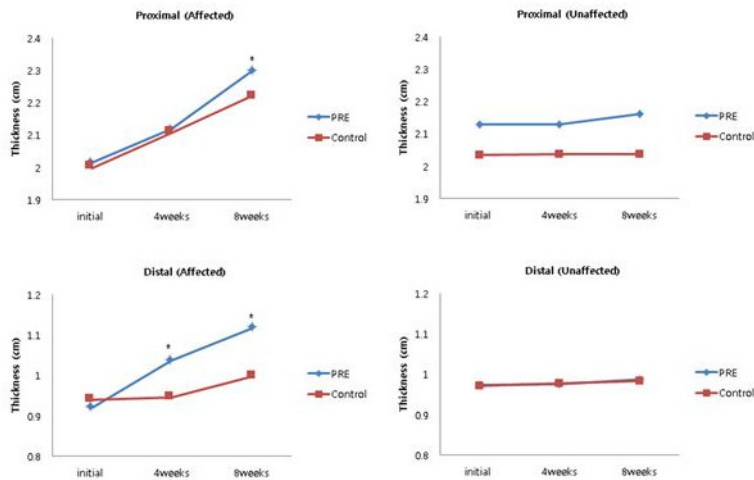 Proximal (Affected)
Thickness (cm)
2.4
2.3
2.2
2.1
2
1.9
*
initial 4weeks 8weeks
PRE
Control
Proximal (Unaffected)
Thickness (cm)
2.4
2.3
2.2
2.1
2
1.9
initial 4weeks 8weeks
PRE
Control
Distal (Affected)
Thickness (cm)
1.2
1.1
1
0.9
0.8
* *
initial 4weeks 8weeks
PRE
Control
Distal (Unaffected)
Thickness (cm)
1.2
1.1
1
0.9
0.8
initial 4weeks 8weeks
PRE
Control